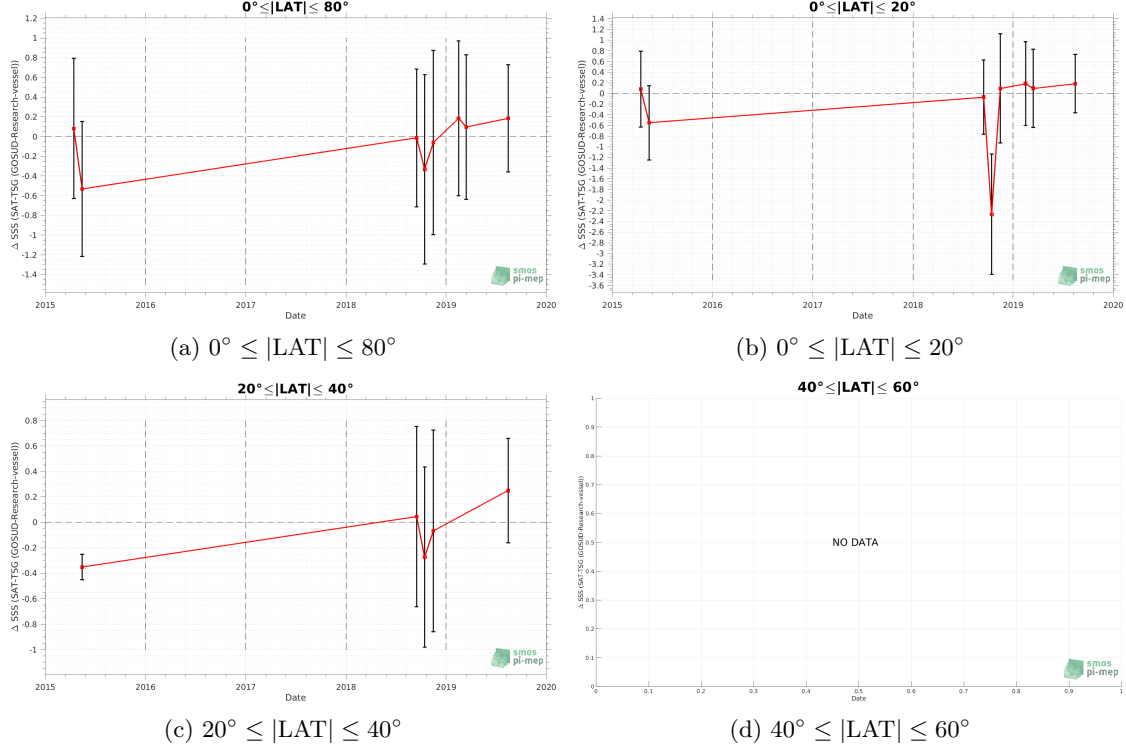 0°≤|LAT|≤ 80°
1.2
1
0.8
0.6
0.4
0.2
0
-0.2
-0.4
-0.6
-0.8
-1
-1.2
-1.4
Δ SSS (SAT-TSG (GOSUD-Research-vessel))
2015 2016 2017 2018 2019 2020
Date
smos
pi-mep
(a) 0° ≤ |LAT| ≤ 80°
0°≤|LAT|≤ 20°
1.4
1.2
1
0.8
0.6
0.4
0.2
0
-0.2
-0.4
-0.6
-0.8
-1
-1.2
-1.4
-1.6
-1.8
-2
-2.2
-2.4
-2.6
-2.8
-3
-3.2
-3.4
-3.6
Δ SSS (SAT-TSG (GOSUD-Research-vessel))
2015 2016 2017 2018 2019 2020
Date
smos
pi-mep
(b) 0° ≤ |LAT| ≤ 20°
20°≤|LAT|≤ 40°
0.8
0.6
0.4
0.2
0
-0.2
-0.4
-0.6
-0.8
-1
Δ SSS (SAT-TSG (GOSUD-Research-vessel))
2015 2016 2017 2018 2019 2020
Date
smos
pi-mep
(c) 20° ≤ |LAT| ≤ 40°
40°≤|LAT|≤ 60°
1
0.9
0.8
0.7
0.6
0.5
0.4
0.3
0.2
0.1
0
Δ SSS (SAT-TSG (GOSUD-Research-vessel))
NO DATA
0 0.1 0.2 0.3 0.4 0.5 0.6 0.7 0.8 0.9 1
Date
smos
pi-mep
(d) 40° ≤ |LAT| ≤ 60°